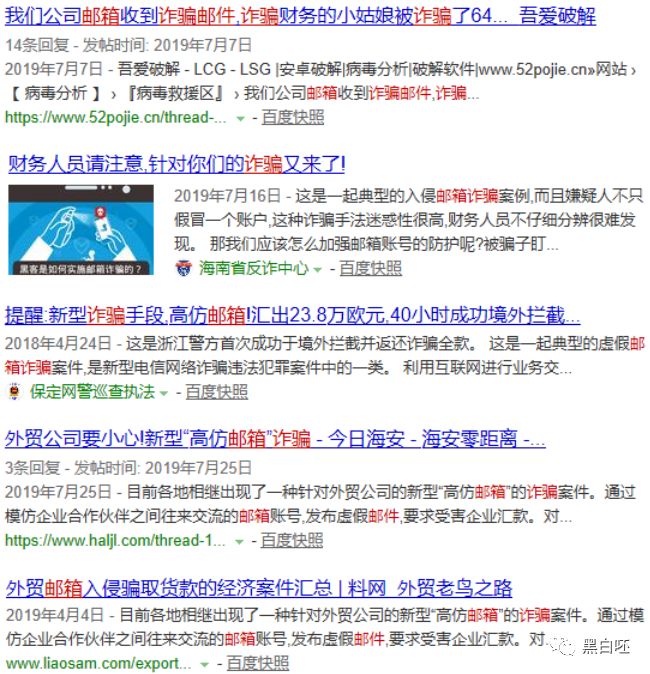 我们公司邮箱收到诈骗邮件,诈骗财务的小姑娘被诈骗了64... _吾爱破解
14条回复 - 发帖时间: 2019年7月7日
2019年7月7日 - 吾爱破解 - LCG - LSG |安卓破解|病毒分析|破解软件|www.52pojie.cn»网站 ›
【 病毒分析 】 › 『病毒救援区』 › 我们公司邮箱收到诈骗邮件,诈骗...
https://www.52pojie.cn/thread-... - 百度快照
财务人员请注意,针对你们的诈骗又来了!
2019年7月16日 - 这是一起典型的入侵邮箱诈骗案例,而且嫌疑人不只
假冒一个账户,这种诈骗手法迷惑性很高,财务人员不仔细分辨很难发
现。 那我们应该怎么加强邮箱账号的防护呢?被骗子盯...
黑客是如何实施邮箱诈骗的?
海南省反诈中心 - 百度快照
提醒:新型诈骗手段,高仿邮箱!汇出23.8万欧元,40小时成功境外拦截...
2018年4月24日 - 这是浙江警方首次成功于境外拦截并返还诈骗全款。 这是一起典型的虚假邮
箱诈骗案件,是新型电信网络诈骗违法犯罪案件中的一类。 利用互联网进行业务交...
保定网警巡查执法 - 百度快照
外贸公司要小心!新型“高仿邮箱”诈骗 - 今日海安 - 海安零距离 -...
3条回复 - 发帖时间: 2019年7月25日
2019年7月25日 - 目前各地相继出现了一种针对外贸公司的新型“高仿邮箱”的诈骗案件。通过
模仿企业合作伙伴之间往来交流的邮箱账号,发布虚假邮件,要求受害企业汇款。对...
https://www.haljl.com/thread-1... - 百度快照
外贸邮箱入侵骗取货款的经济案件汇总 | 料网_外贸老鸟之路
2019年4月4日 - 目前各地相继出现了一种针对外贸公司的新型“高仿邮箱”的诈骗案件。通过模
仿企业合作伙伴之间往来交流的邮箱账号,发布虚假邮件,要求受害企业汇款。对...
黑白呸
www.liaosam.com/export... - 百度快照